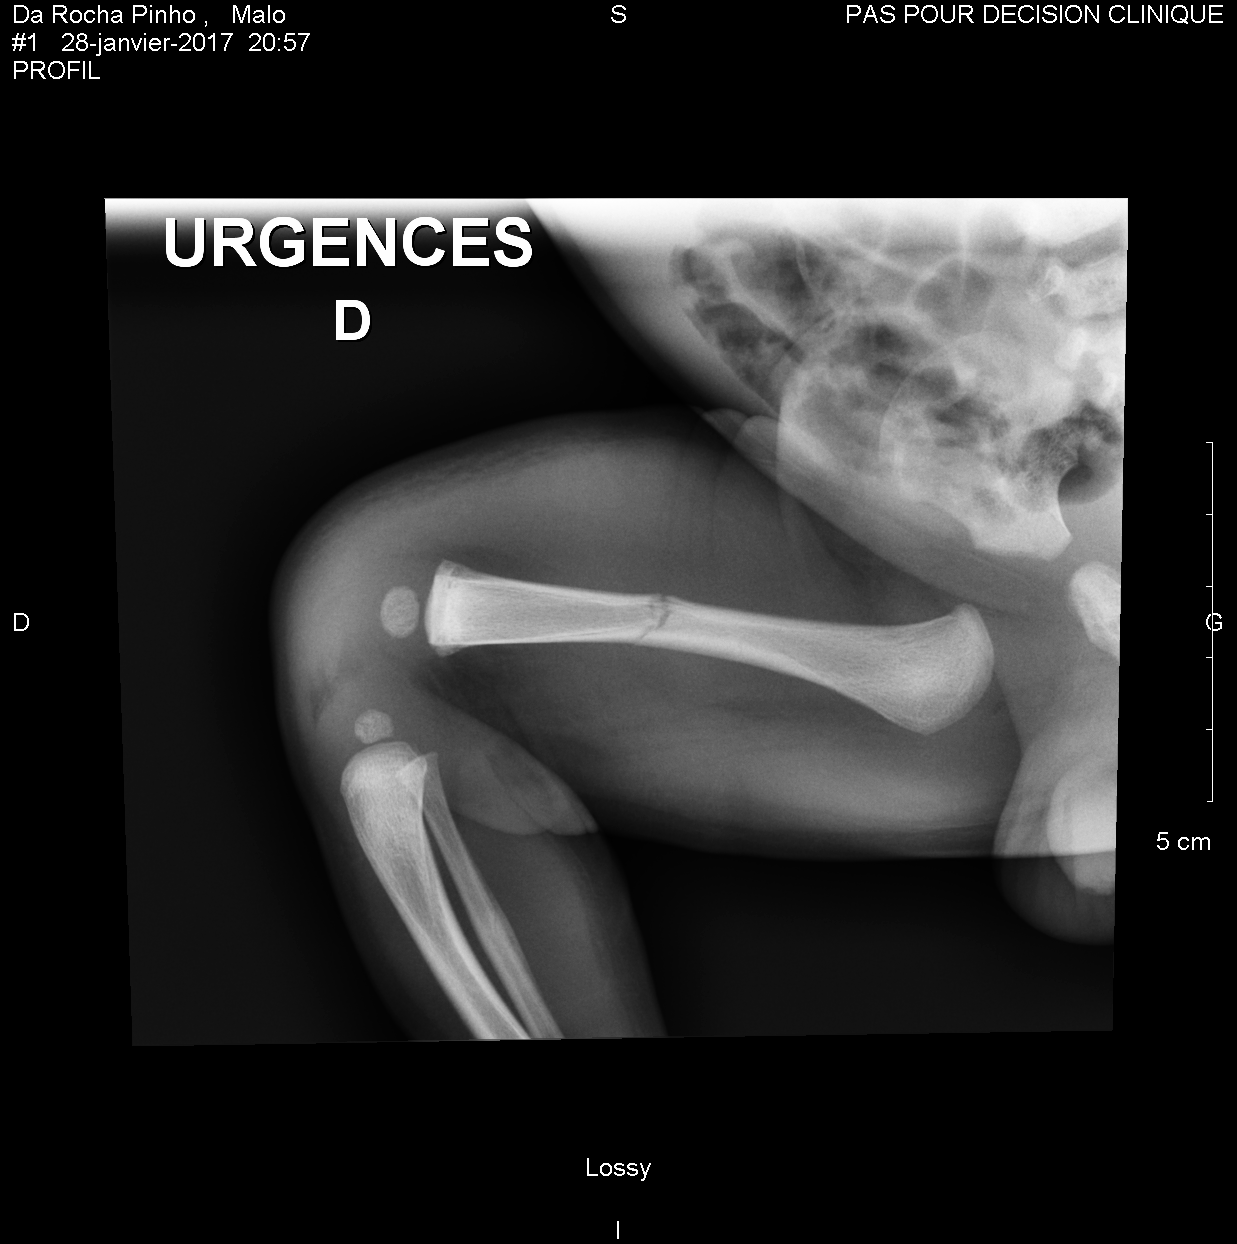 Da Rocha Pinho ,   Malo
S
PAS POUR DECISION CLINIQUE
#1   28-janvier-2017  20:57
PROFIL
URGENCES
D
D
G
5 cm
Lossy
I